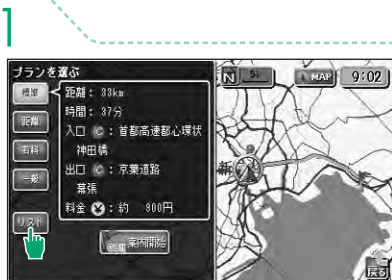 1
プランを選ぶ
標準
距離
有料
一般
リスト
距離: 33km
時間: 37分
入口 C: 首都高速都心環状
神田橋
出口 C: 京葉道路
幕張
料金 ¥: 約 900円
案内開始
N
MAP
9:02
新
戻る